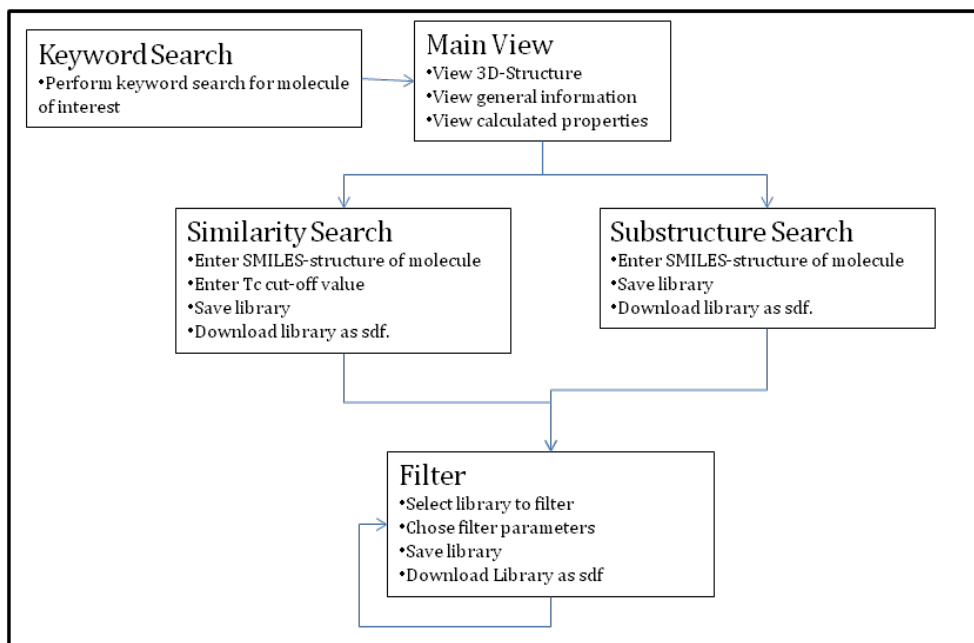 Keyword Search
•Perform keyword search for molecule
of interest
Main View
•View 3D-Structure
•View general information
•View calculated properties
Similarity Search
•Enter SMILES-structure of molecule
•Enter Tc cut-off value
•Save library
•Download library as sdf.
Substructure Search
•Enter SMILES-structure of molecule
•Save library
•Download library as sdf.
Filter
•Select library to filter
•Chose filter parameters
•Save library
•Download Library as sdf